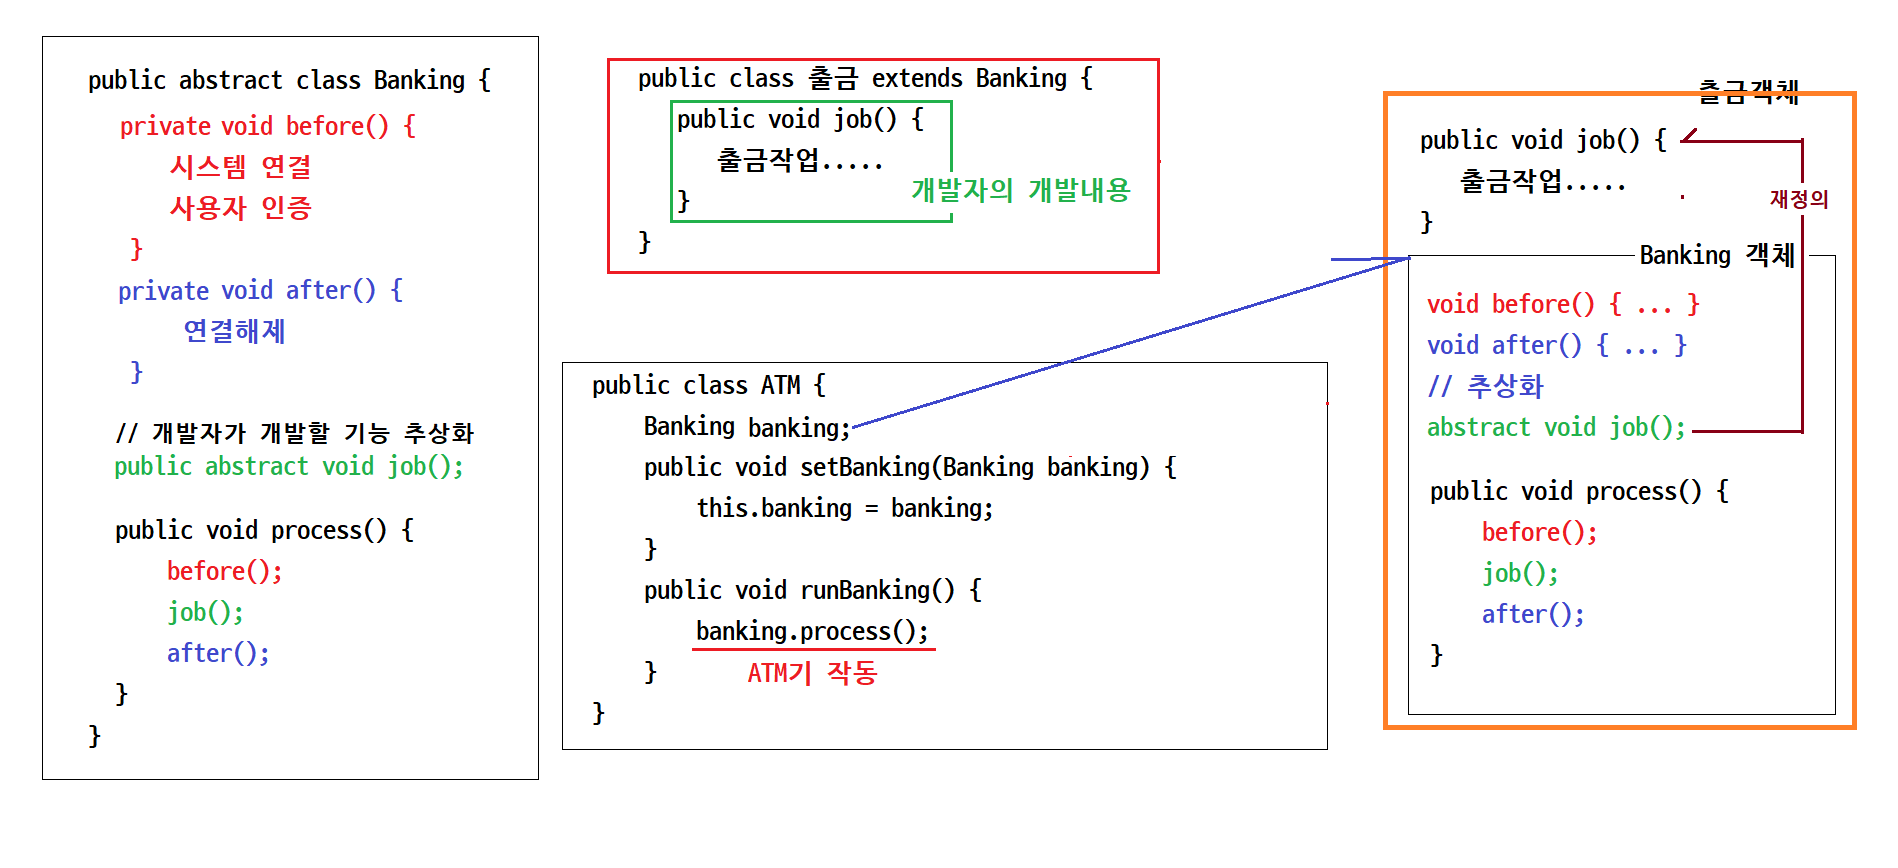 public abstract class Banking {
private void before() {
시스템 연결
사용자 인증
}
private void after() {
연결해제
}
// 개발자가 개발할 기능 추상화
public abstract void job();
public void process() {
before();
job();
after();
}
}
public class 출금 extends Banking {
public void job() {
출금작업.....
}
개발자의 개발내용
}
public class ATM {
Banking banking;
public void setBanking(Banking banking) {
this.banking = banking;
}
public void runBanking() {
banking.process();
}
ATM기 작동
}
출금객체
public void job() {
출금작업.....
}
재정의
Banking 객체
void before() { ... }
void after() { ... }
// 추상화
abstract void job();
public void process() {
before();
job();
after();
}